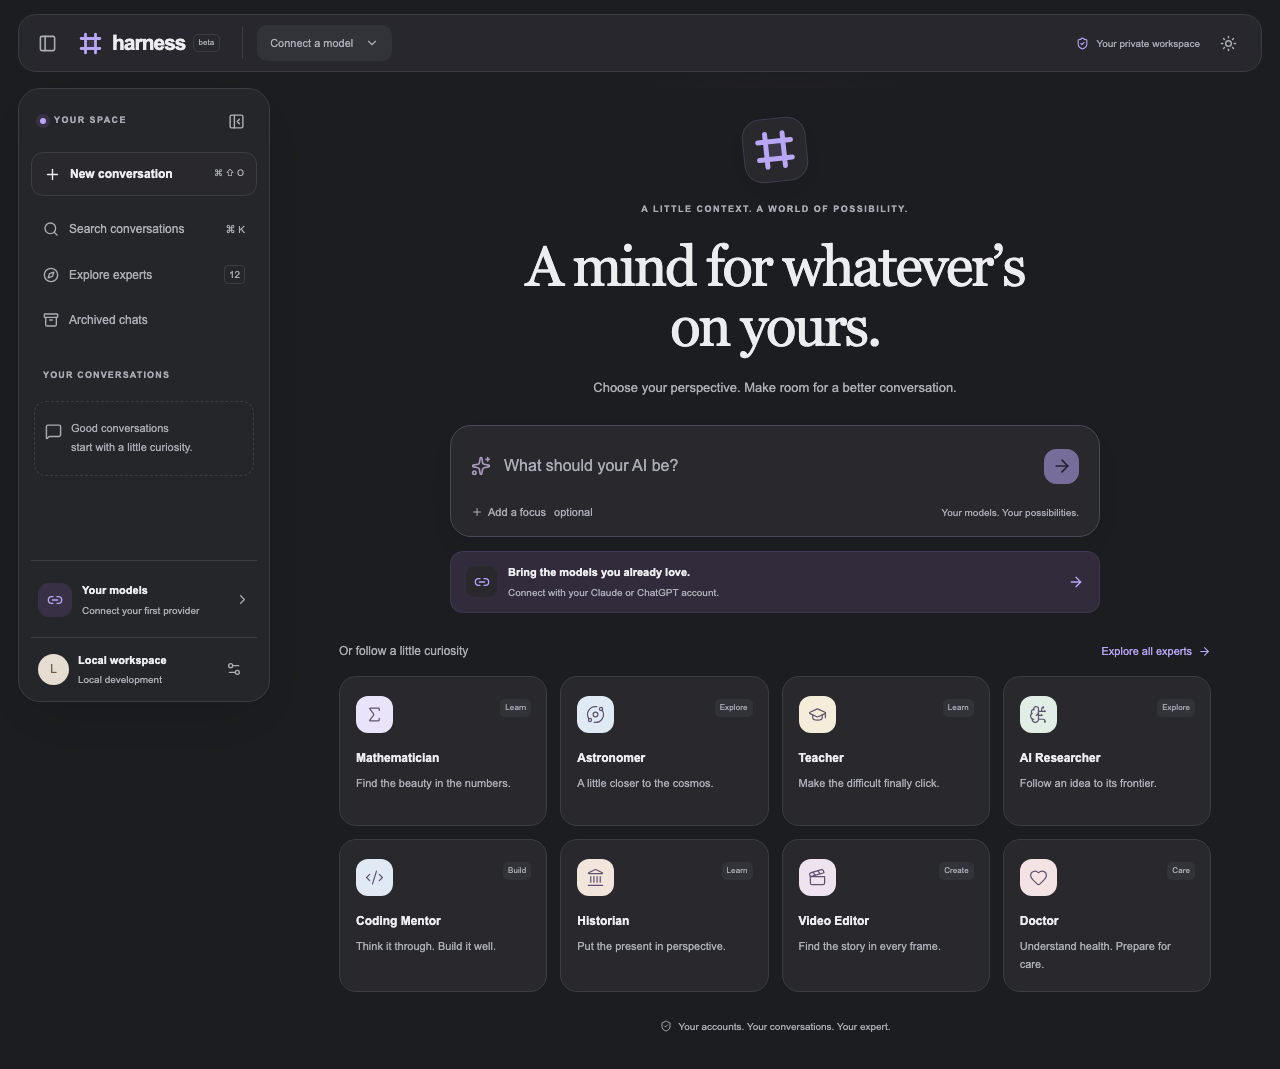 harness beta
Connect a model
Your private workspace
YOUR SPACE
New conversation ⌘ ⇧ O
Search conversations ⌘ K
Explore experts 12
Archived chats
YOUR CONVERSATIONS
Good conversations
start with a little curiosity.
Your models
Connect your first provider
L
Local workspace
Local development
A LITTLE CONTEXT. A WORLD OF POSSIBILITY.
A mind for whatever’s
on yours.
Choose your perspective. Make room for a better conversation.
What should your AI be?
Add a focus optional
Your models. Your possibilities.
Bring the models you already love.
Connect with your Claude or ChatGPT account.
Or follow a little curiosity
Explore all experts
Learn
Mathematician
Find the beauty in the numbers.
Explore
Astronomer
A little closer to the cosmos.
Learn
Teacher
Make the difficult finally click.
Explore
AI Researcher
Follow an idea to its frontier.
Build
Coding Mentor
Think it through. Build it well.
Learn
Historian
Put the present in perspective.
Create
Video Editor
Find the story in every frame.
Care
Doctor
Understand health. Prepare for
care.
Your accounts. Your conversations. Your expert.